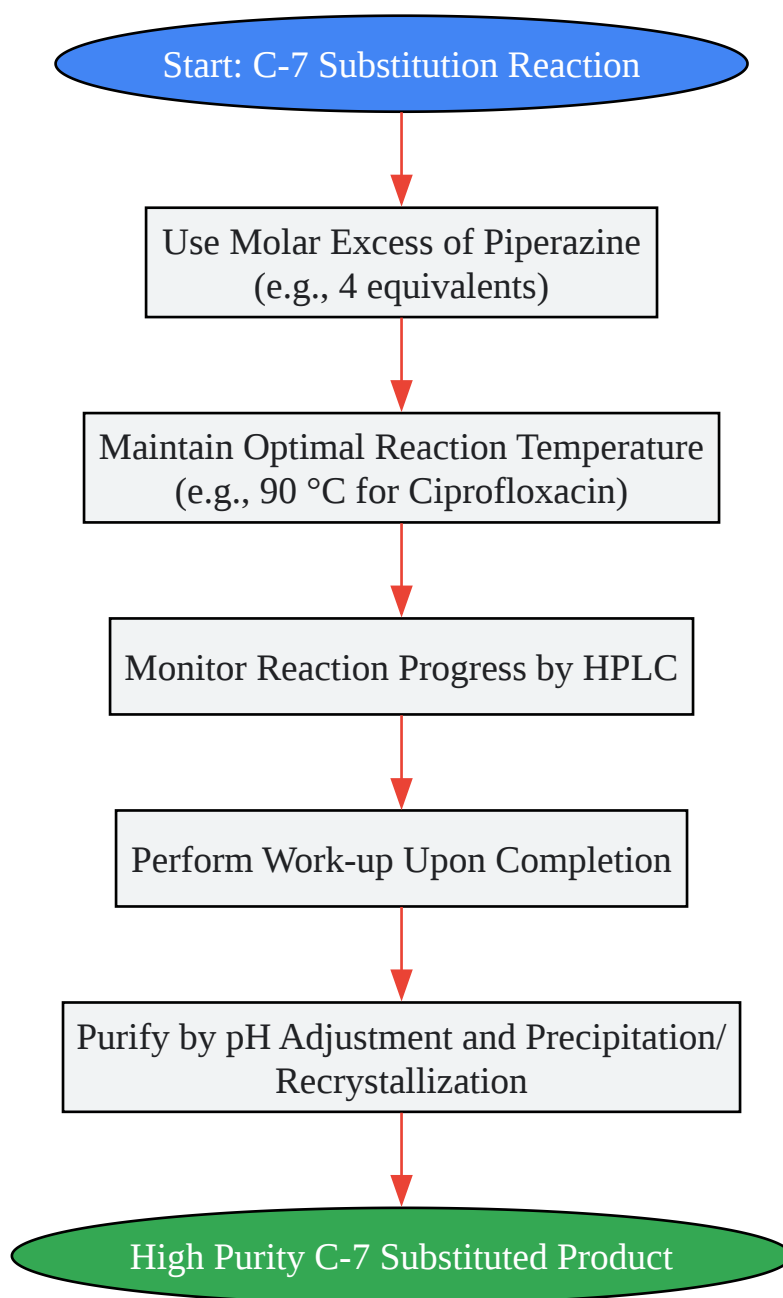 Start: C-7 Substitution Reaction
Use Molar Excess of Piperazine
(e.g., 4 equivalents)
Maintain Optimal Reaction Temperature
(e.g., 90 °C for Ciprofloxacin)
Monitor Reaction Progress by HPLC
Perform Work-up Upon Completion
Purify by pH Adjustment and Precipitation/
Recrystallization
High Purity C-7 Substituted Product